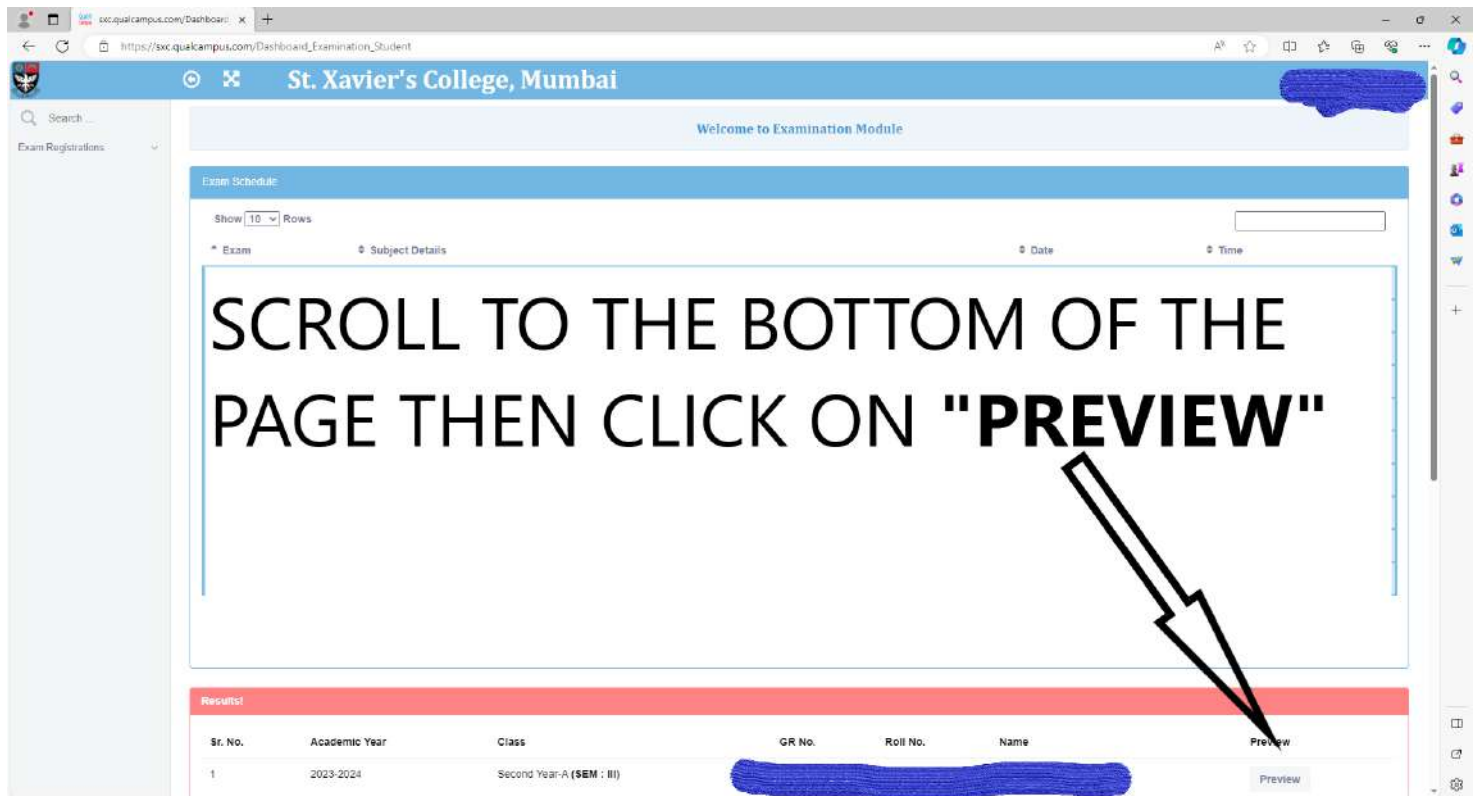 sxc.qualcampus.com/Dashboard
https://sxc.qualcampus.com/Dashboard_Examination_Student
St. Xavier's College, Mumbai
Search ...
Welcome to Examination Module
Exam Registrations
Exam Schedule
Show 10 Rows
Exam Subject Details Date Time
SCROLL TO THE BOTTOM OF THE
PAGE THEN CLICK ON "PREVIEW"
Results!
Sr. No. Academic Year Class GR No. Roll No. Name Preview
1 2023-2024 Second Year-A (SEM : III) Preview